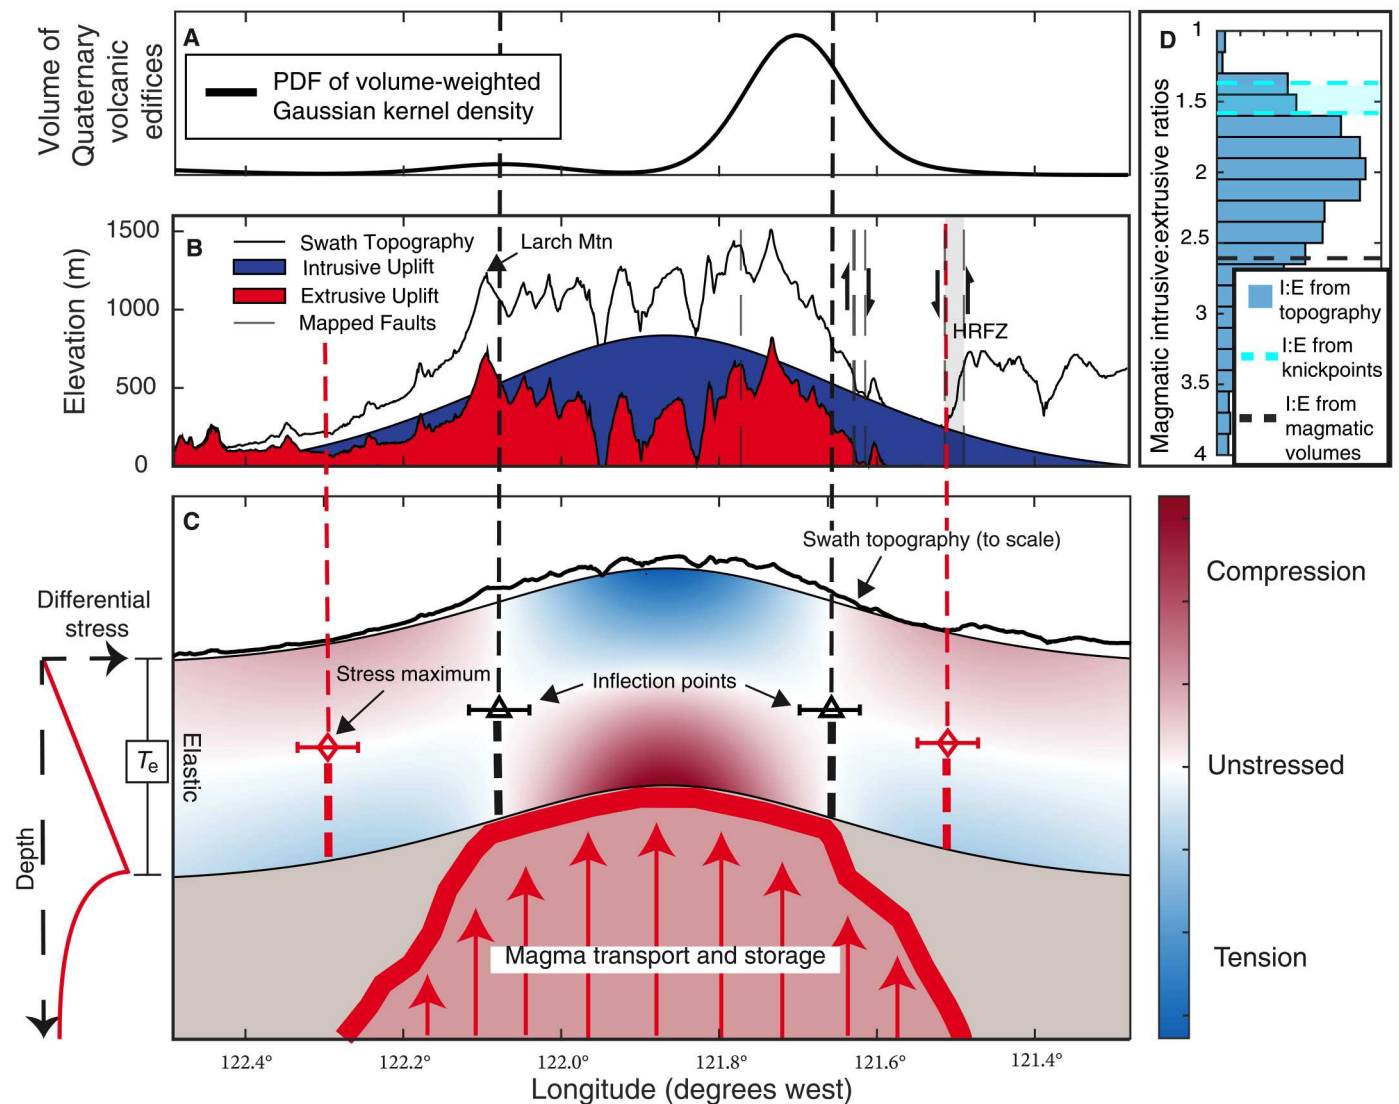 Volume of
Quaternary
volcanic
edifices
A
PDF of volume-weighted
Gaussian kernel density
Elevation (m)
1500
1000
500
0
B
Swath Topography
Intrusive Uplift
Extrusive Uplift
Mapped Faults
Larch Mtn
HRFZ
D
Magmatic intrusive:extrusive ratios
1
1.5
2
2.5
3
3.5
4
I:E from
topography
I:E from
knickpoints
I:E from
magmatic
volumes
C
Swath topography (to scale)
Differential
stress
Stress maximum
Inflection points
Te
Elastic
Depth
Magma transport and storage
Compression
Unstressed
Tension
122.4°
122.2°
122.0°
121.8°
121.6°
121.4°
Longitude (degrees west)